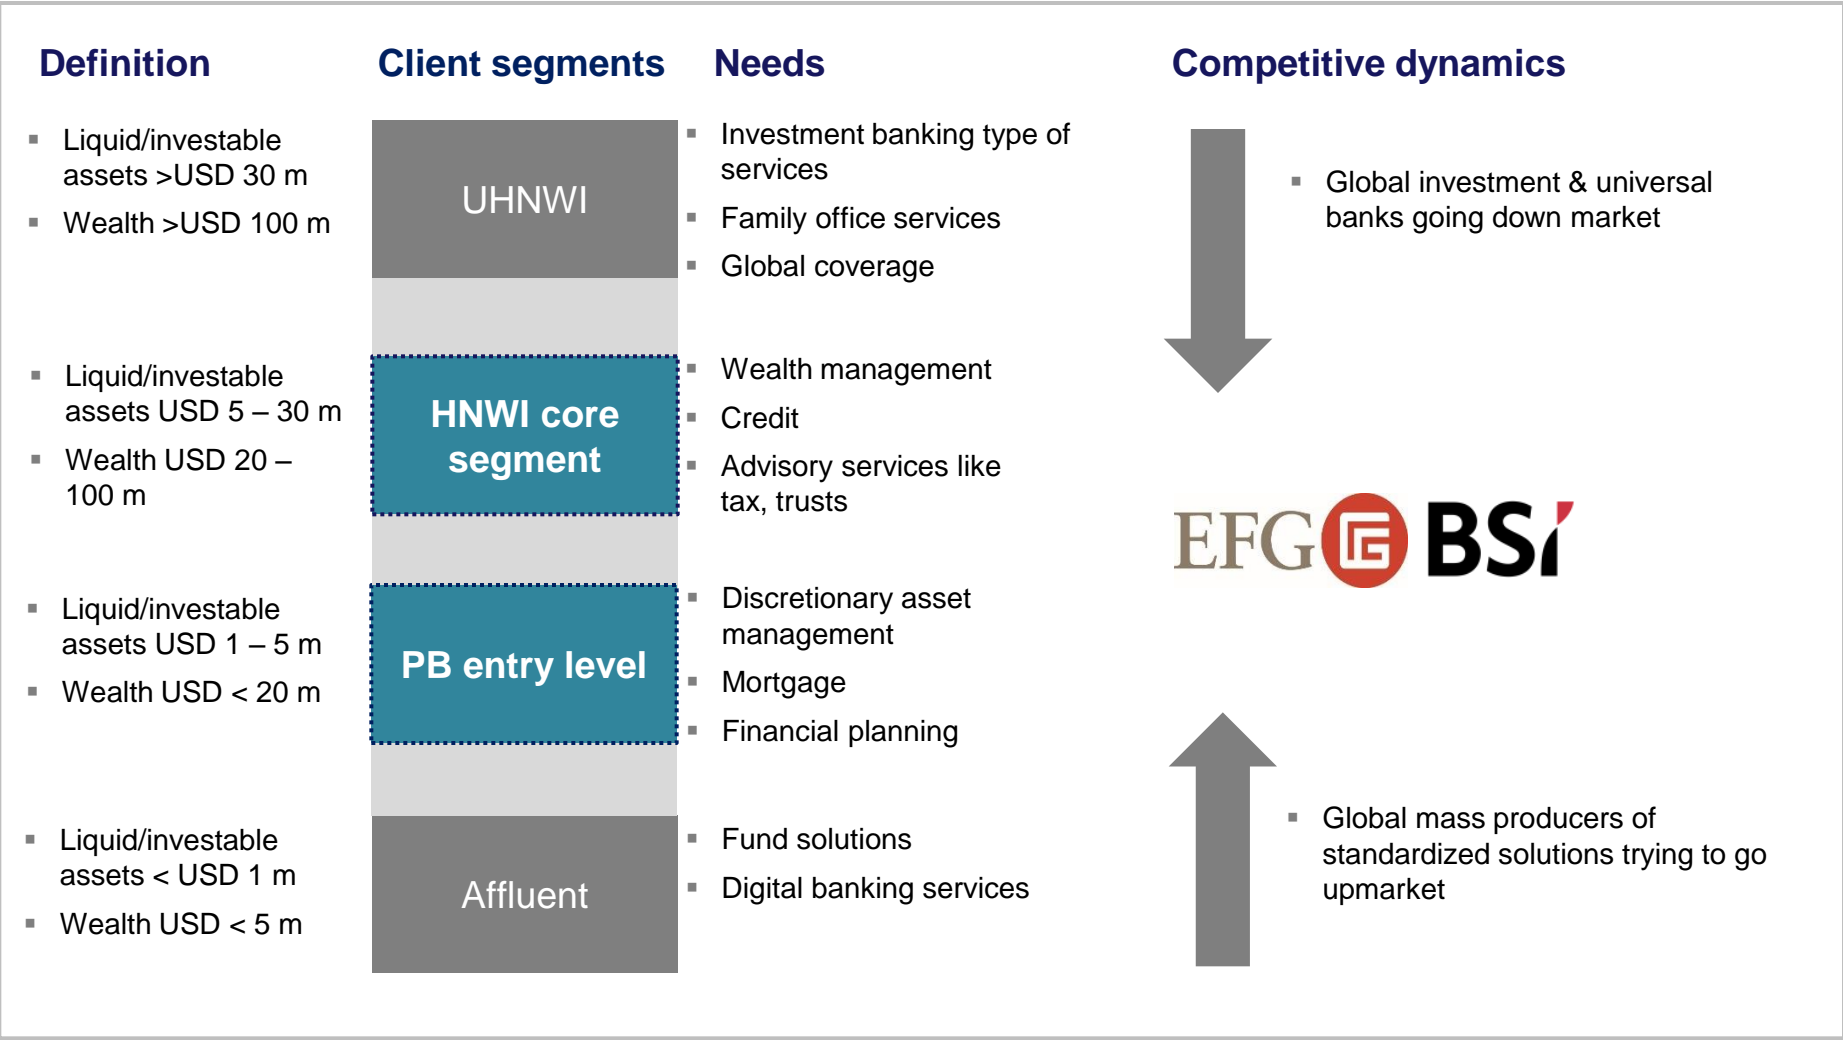 Definition
Client segments
Needs
Competitive dynamics
Liquid/investable
assets >USD 30 m
Wealth >USD 100 m
UHNWI
Investment banking type of
services
Family office services
Global coverage
Global investment & universal
banks going down market
Liquid/investable
assets USD 5 – 30 m
Wealth USD 20 –
100 m
HNWI core
segment
Wealth management
Credit
Advisory services like
tax, trusts
EFG BSI
Liquid/investable
assets USD 1 – 5 m
Wealth USD < 20 m
PB entry level
Discretionary asset
management
Mortgage
Financial planning
Liquid/investable
assets < USD 1 m
Wealth USD < 5 m
Affluent
Fund solutions
Digital banking services
Global mass producers of
standardized solutions trying to go
upmarket